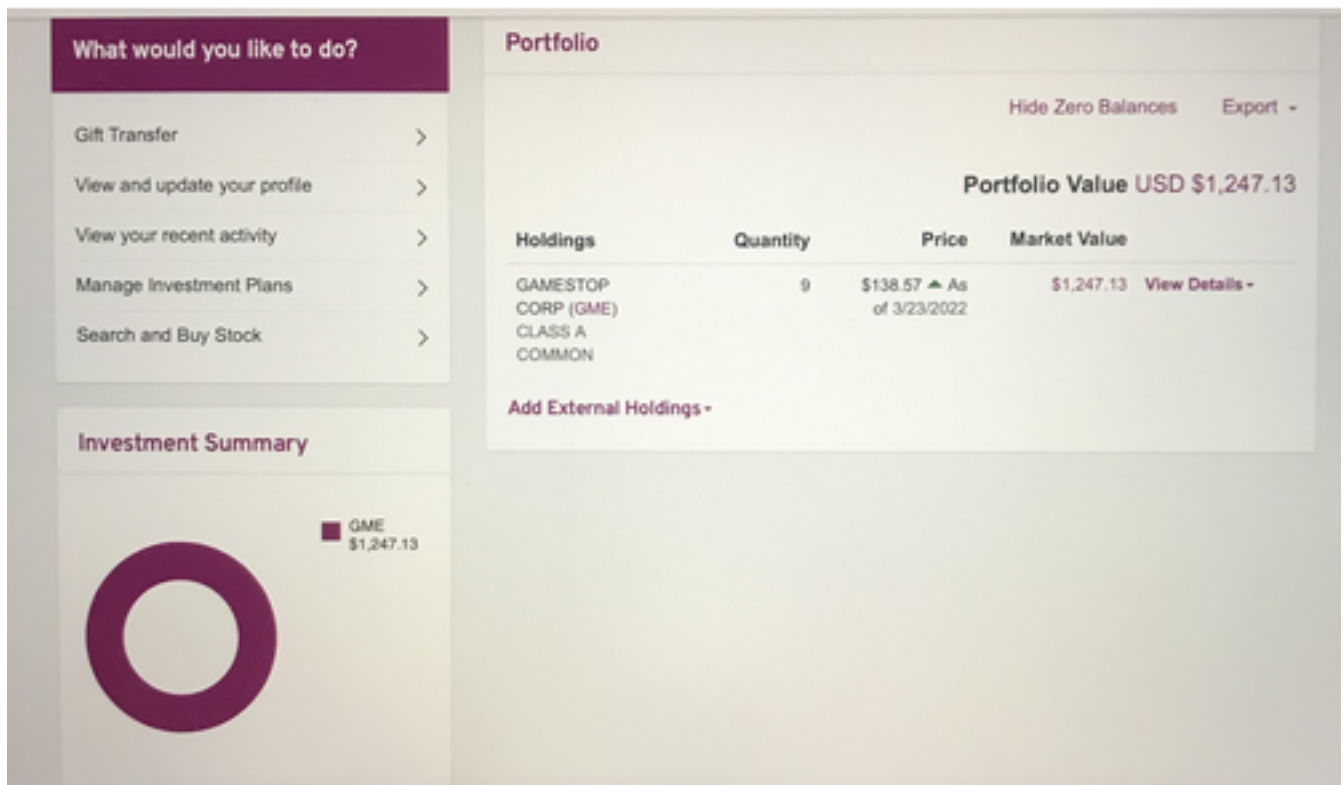 What would you like to do?
Gift Transfer
View and update your profile
View your recent activity
Manage Investment Plans
Search and Buy Stock
Investment Summary
GME
$1,247.13
Portfolio
Hide Zero Balances Export
Portfolio Value USD $1,247.13
Holdings Quantity Price Market Value
GAMESTOP 9 $138.57 ▲ As $1,247.13 View Details
CORP (GME) of 3/23/2022
CLASS A
COMMON
Add External Holdings